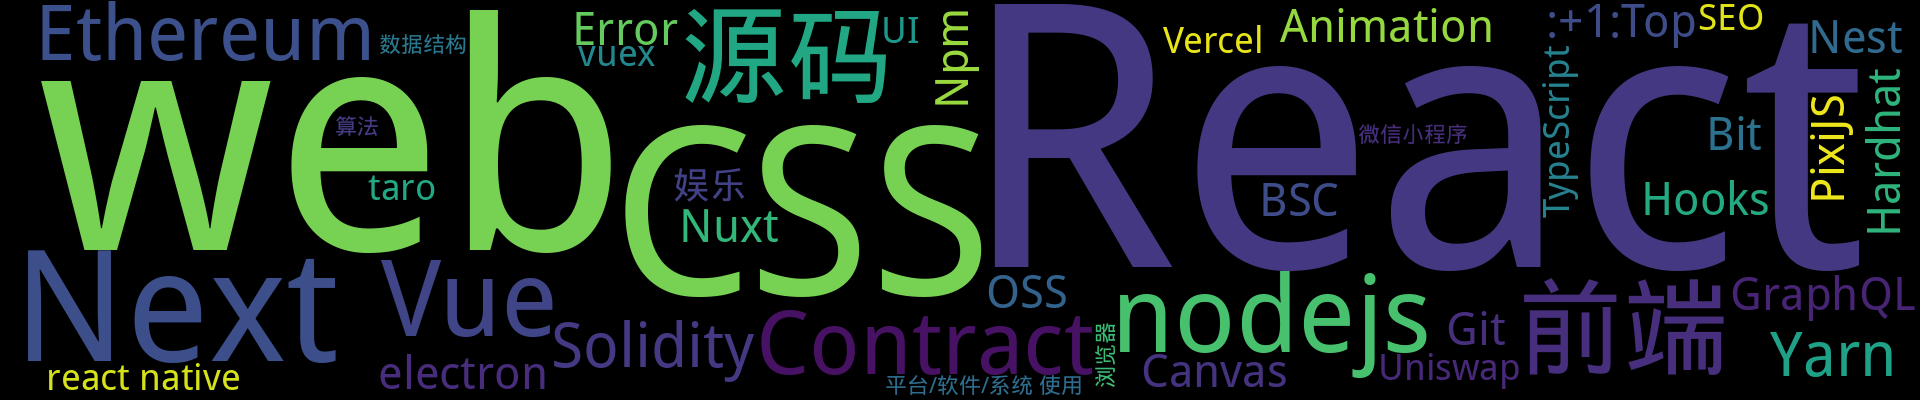 Ethereum
数据结构
Error
vuex
源码
UI
Npm
Vercel
Animation
:+1:Top
SEO
Nest
web
css
React
TypeScript
Bit
PixiJS
Hardhat
算法
taro
娱乐
Nuxt
微信小程序
BSC
Hooks
Next
Vue
Solidity
Contract
OSS
nodejs
前端
GraphQL
Git
Yarn
react native
electron
浏览器
Canvas
Uniswap
平台/软件/系统 使用